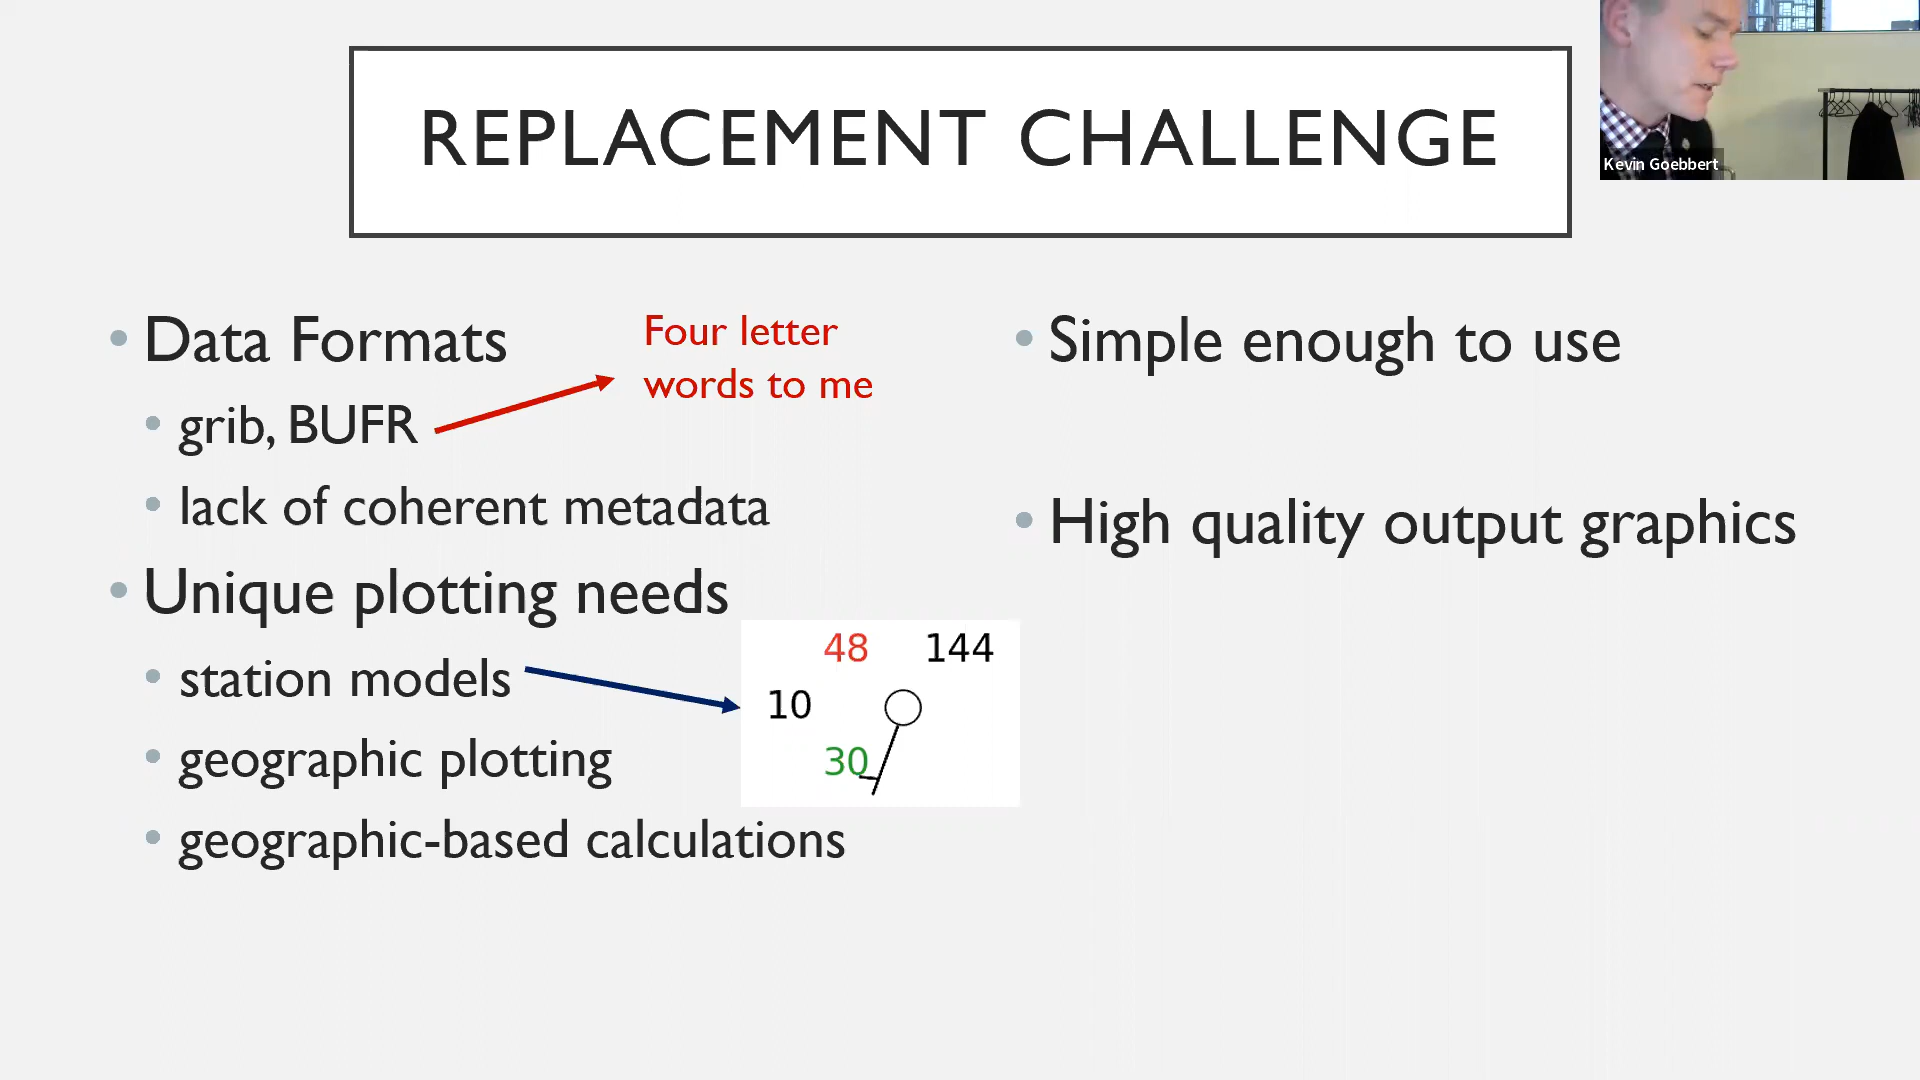 REPLACEMENT CHALLENGE
Kevin Goebbert
• Data Formats
• grib, BUFR
Four letter
words to me
• lack of coherent metadata
• Unique plotting needs
• station models
48 144
10
30
• geographic plotting
• geographic-based calculations
• Simple enough to use
• High quality output graphics